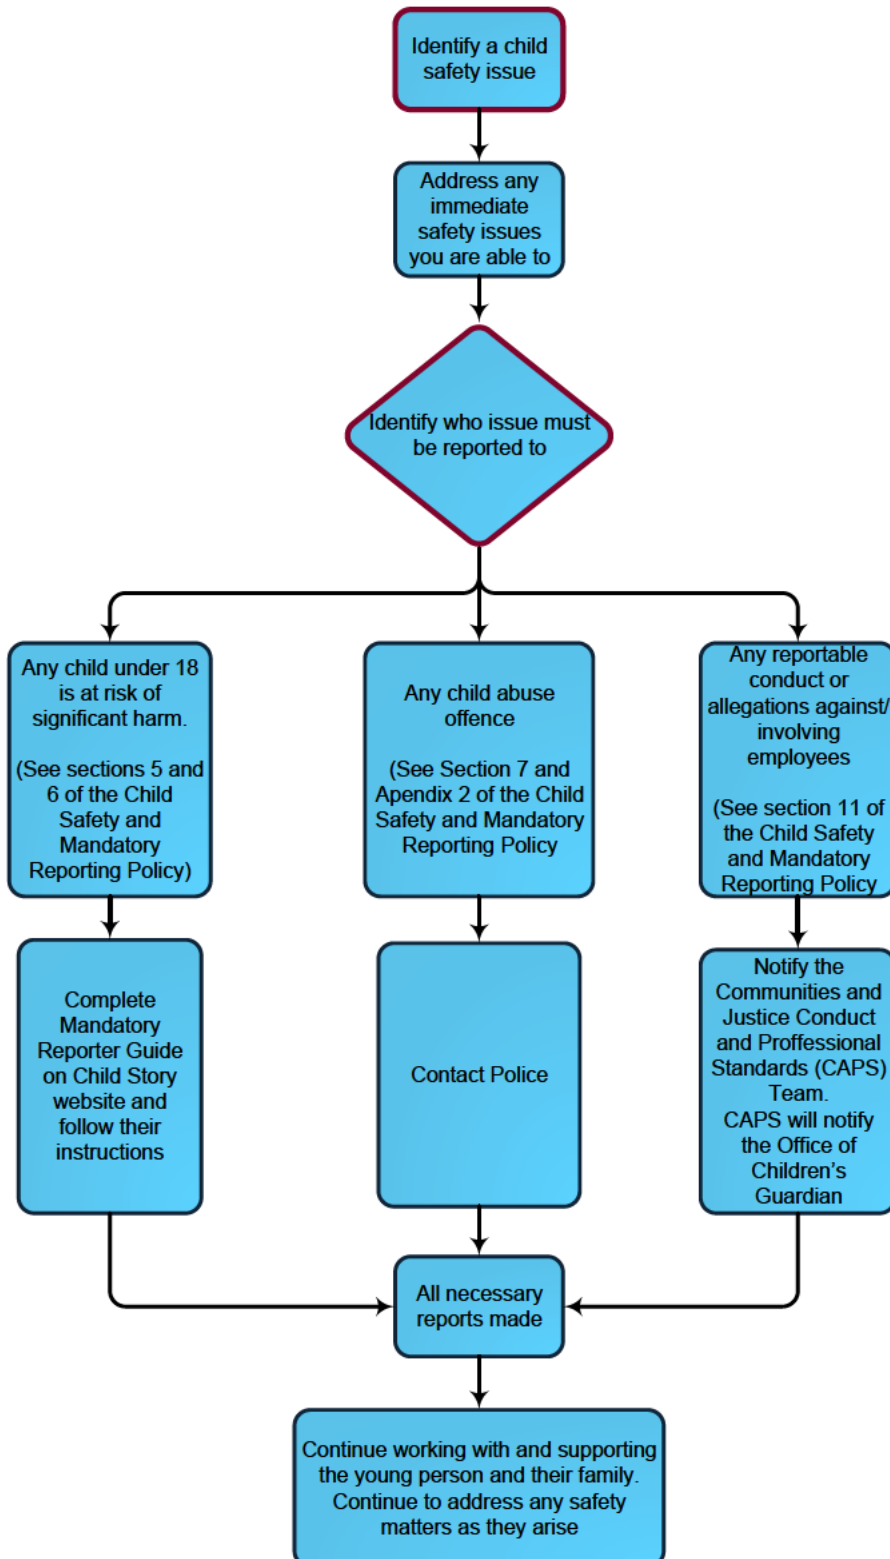 Identify a child
safety issue
Address any
immediate
safety issues
you are able to
Identify who issue must
be reported to
Any child under 18
is at risk of
significant harm.
(See sections 5 and
6 of the Child
Safety and
Mandatory
Reporting Policy)
Any child abuse
offence
(See Section 7 and
Apendix 2 of the Child
Safety and Mandatory
Reporting Policy
Any reportable
conduct or
allegations against/
involving
employees
(See section 11 of
the Child Safety
and Mandatory
Reporting Policy
Complete
Mandatory
Reporter Guide
on Child Story
website and
follow their
instructions
Contact Police
Notify the
Communities and
Justice Conduct
and Proffessional
Standards (CAPS)
Team.
CAPS will notify
the Office of
Children's
Guardian
All necessary
reports made
Continue working with and supporting
the young person and their family.
Continue to address any safety
matters as they arise